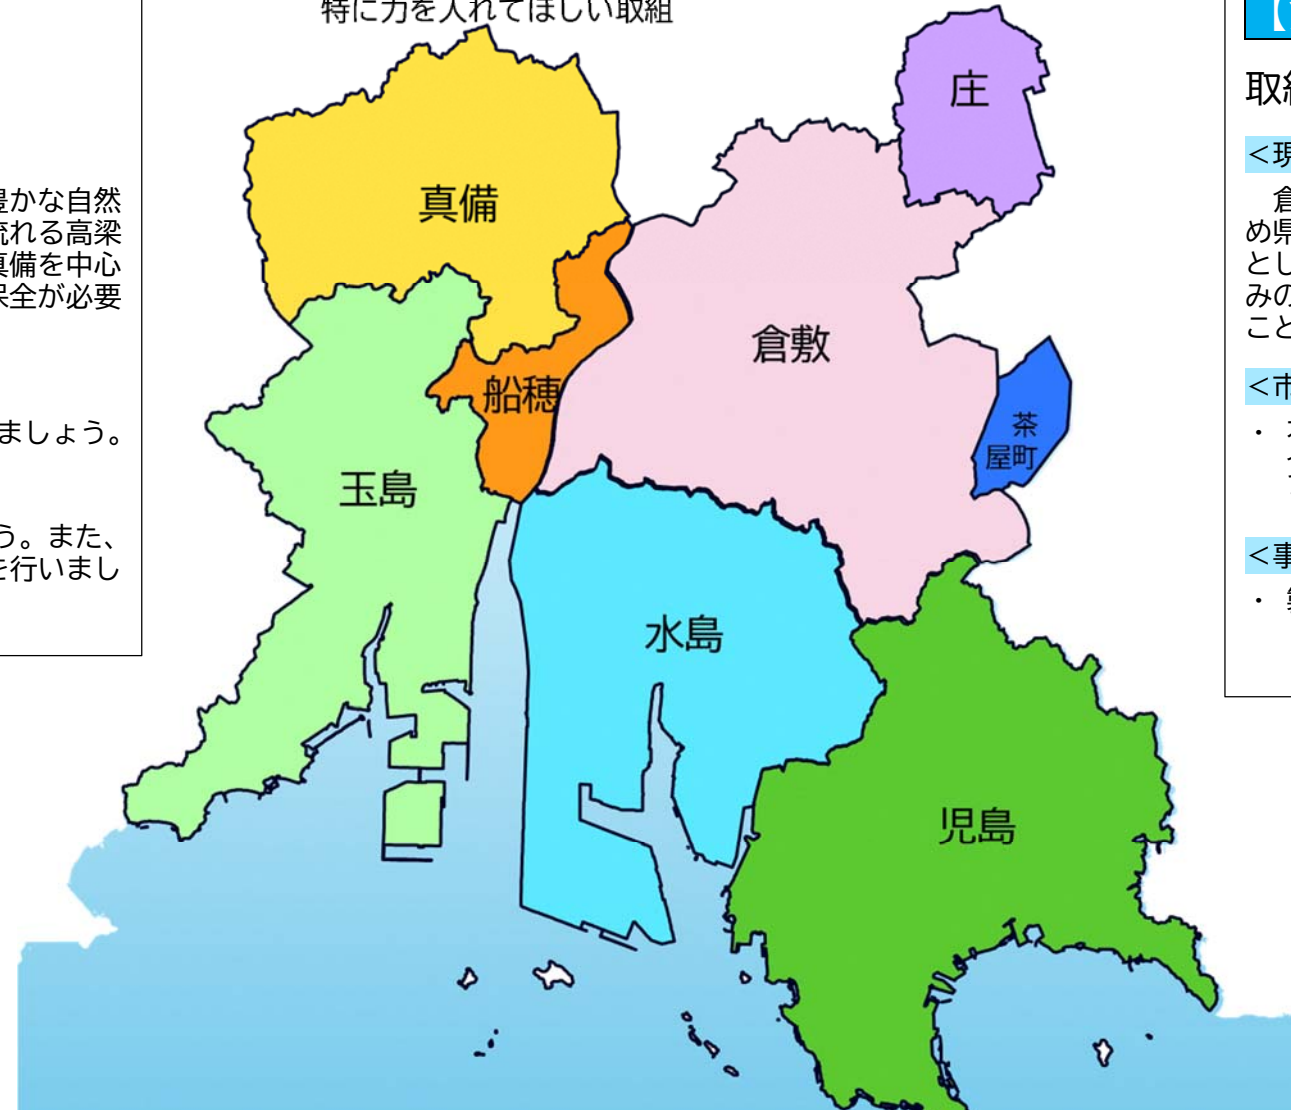 特に力を入れてほしい取組
豊かな自然
流れる高梁
真備を中心
保全が必要
ましょう。
う。また、
を行いまし
庄
真備
倉敷
船穂
茶
屋町
玉島
水島
児島
取組
＜現
倉
め県
とし
みの
こと
＜市
・
＜事
・